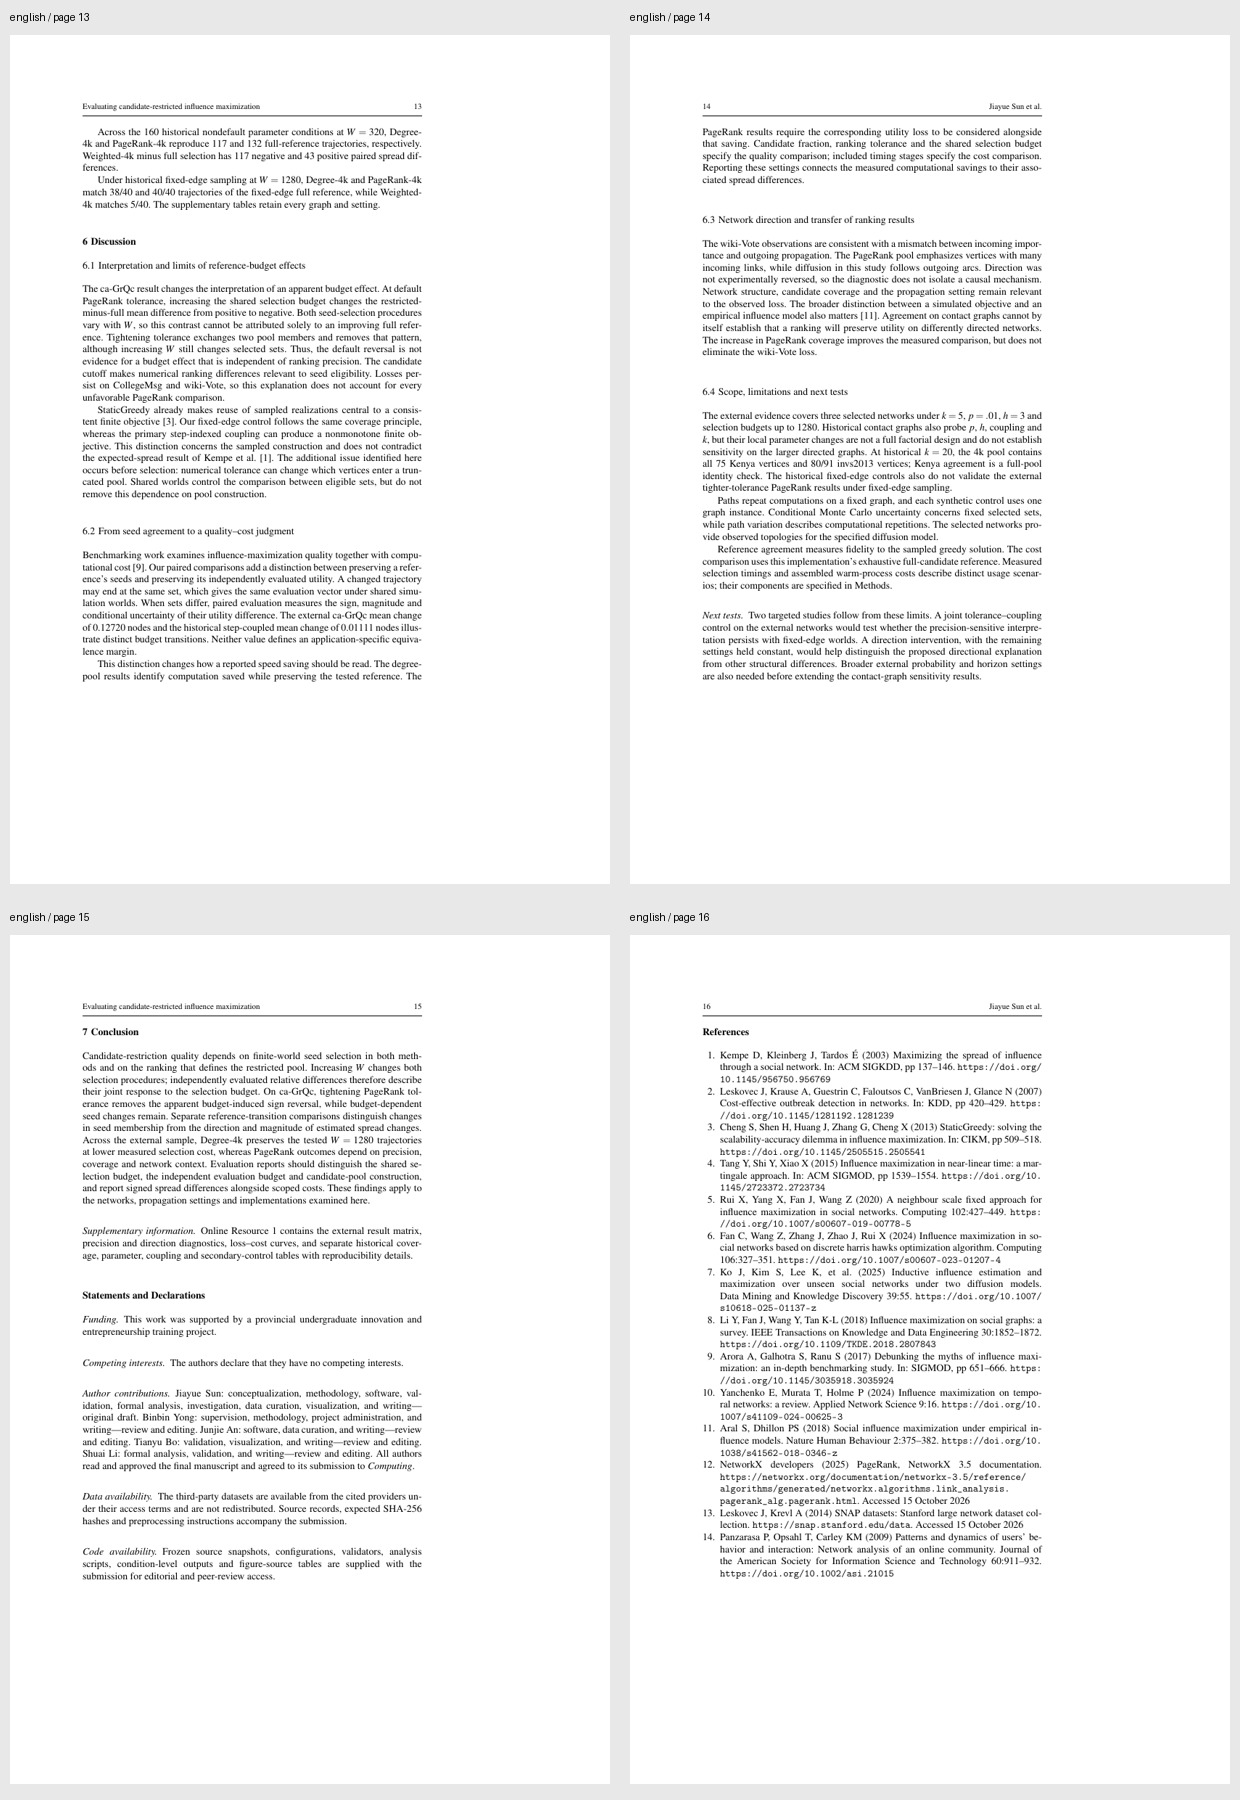 english / page 13
Evaluating candidate-restricted influence maximization 13
Across the 160 historical nondefault parameter conditions at W = 320, Degree-
4k and PageRank-4k reproduce 117 and 132 full-reference trajectories, respectively.
Weighted-4k minus full selection has 117 negative and 43 positive paired spread dif-
ferences.
Under historical fixed-edge sampling at W = 1280, Degree-4k and PageRank-4k
match 38/40 and 40/40 trajectories of the fixed-edge full reference, while Weighted-
4k matches 5/40. The supplementary tables retain every graph and setting.
6 Discussion
6.1 Interpretation and limits of reference-budget effects
The ca-GrQc result changes the interpretation of an apparent budget effect. At default
PageRank tolerance, increasing the shared selection budget changes the restricted-
minus-full mean difference from positive to negative. Both seed-selection procedures
vary with W, so this contrast cannot be attributed solely to an improving full refer-
ence. Tightening tolerance exchanges two pool members and removes that pattern,
although increasing W still changes selected sets. Thus, the default reversal is not
evidence for a budget effect that is independent of ranking precision. The candidate
cutoff makes numerical ranking differences relevant to seed eligibility. Losses per-
sist on CollegeMsg and wiki-Vote, so this explanation does not account for every
unfavorable PageRank comparison.
StaticGreedy already makes reuse of sampled realizations central to a consis-
tent finite objective [3]. Our fixed-edge control follows the same coverage principle,
whereas the primary step-indexed coupling can produce a nonmonotone finite ob-
jective. This distinction concerns the sampled construction and does not contradict
the expected-spread result of Kempe et al. [1]. The additional issue identified here
occurs before selection: numerical tolerance can change which vertices enter a trun-
cated pool. Shared worlds control the comparison between eligible sets, but do not
remove this dependence on pool construction.
6.2 From seed agreement to a quality–cost judgment
Benchmarking work examines influence-maximization quality together with compu-
tational cost [9]. Our paired comparisons add a distinction between preserving a refer-
ence's seeds and preserving its independently evaluated utility. A changed trajectory
may end at the same set, which gives the same evaluation vector under shared simu-
lation worlds. When sets differ, paired evaluation measures the sign, magnitude and
conditional uncertainty of their utility difference. The external ca-GrQc mean change
of 0.12720 nodes and the historical step-coupled mean change of 0.01111 nodes illus-
trate distinct budget transitions. Neither value defines an application-specific equiva-
lence margin.
This distinction changes how a reported speed saving should be read. The degree-
pool results identify computation saved while preserving the tested reference. The
english / page 14
14 Jiayue Sun et al.
PageRank results require the corresponding utility loss to be considered alongside
that saving. Candidate fraction, ranking tolerance and the shared selection budget
specify the quality comparison; included timing stages specify the cost comparison.
Reporting these settings connects the measured computational savings to their asso-
ciated spread differences.
6.3 Network direction and transfer of ranking results
The wiki-Vote observations are consistent with a mismatch between incoming impor-
tance and outgoing propagation. The PageRank pool emphasizes vertices with many
incoming links, while diffusion in this study follows outgoing arcs. Direction was
not experimentally reversed, so the diagnostic does not isolate a causal mechanism.
Network structure, candidate coverage and the propagation setting remain relevant
to the observed loss. The broader distinction between a simulated objective and an
empirical influence model also matters [11]. Agreement on contact graphs cannot by
itself establish that a ranking will preserve utility on differently directed networks.
The increase in PageRank coverage improves the measured comparison, but does not
eliminate the wiki-Vote loss.
6.4 Scope, limitations and next tests
The external evidence covers three selected networks under k = 5, p = .01, h = 3 and
selection budgets up to 1280. Historical contact graphs also probe p, h, coupling and
k, but their local parameter changes are not a full factorial design and do not establish
sensitivity on the larger directed graphs. At historical k = 20, the 4k pool contains
all 75 Kenya vertices and 80/91 invs2013 vertices; Kenya agreement is a full-pool
identity check. The historical fixed-edge controls also do not validate the external
tighter-tolerance PageRank results under fixed-edge sampling.
Paths repeat computations on a fixed graph, and each synthetic control uses one
graph instance. Conditional Monte Carlo uncertainty concerns fixed selected sets,
while path variation describes computational repetitions. The selected networks pro-
vide observed topologies for the specified diffusion model.
Reference agreement measures fidelity to the sampled greedy solution. The cost
comparison uses this implementation's exhaustive full-candidate reference. Measured
selection timings and assembled warm-process costs describe distinct usage scenar-
ios; their components are specified in Methods.
Next tests. Two targeted studies follow from these limits. A joint tolerance–coupling
control on the external networks would test whether the precision-sensitive interpre-
tation persists with fixed-edge worlds. A direction intervention, with the remaining
settings held constant, would help distinguish the proposed directional explanation
from other structural differences. Broader external probability and horizon settings
are also needed before extending the contact-graph sensitivity results.
english / page 15
Evaluating candidate-restricted influence maximization 15
7 Conclusion
Candidate-restriction quality depends on finite-world seed selection in both meth-
ods and on the ranking that defines the restricted pool. Increasing W changes both
selection procedures; independently evaluated relative differences therefore describe
their joint response to the selection budget. On ca-GrQc, tightening PageRank tol-
erance removes the apparent budget-induced sign reversal, while budget-dependent
seed changes remain. Separate reference-transition comparisons distinguish changes
in seed membership from the direction and magnitude of estimated spread changes.
Across the external sample, Degree-4k preserves the tested W = 1280 trajectories
at lower measured selection cost, whereas PageRank outcomes depend on precision,
coverage and network context. Evaluation reports should distinguish the shared se-
lection budget, the independent evaluation budget and candidate-pool construction,
and report signed spread differences alongside scoped costs. These findings apply to
the networks, propagation settings and implementations examined here.
Supplementary information. Online Resource 1 contains the external result matrix,
precision and direction diagnostics, loss–cost curves, and separate historical cover-
age, parameter, coupling and secondary-control tables with reproducibility details.
Statements and Declarations
Funding. This work was supported by a provincial undergraduate innovation and
entrepreneurship training project.
Competing interests. The authors declare that they have no competing interests.
Author contributions. Jiayue Sun: conceptualization, methodology, software, val-
idation, formal analysis, investigation, data curation, visualization, and writing—
original draft. Binbin Yong: supervision, methodology, project administration, and
writing—review and editing. Junjie An: software, data curation, and writing—review
and editing. Tianyu Bo: validation, visualization, and writing—review and editing.
Shuai Li: formal analysis, validation, and writing—review and editing. All authors
read and approved the final manuscript and agreed to its submission to Computing.
Data availability. The third-party datasets are available from the cited providers un-
der their access terms and are not redistributed. Source records, expected SHA-256
hashes and preprocessing instructions accompany the submission.
Code availability. Frozen source snapshots, configurations, validators, analysis
scripts, condition-level outputs and figure-source tables are supplied with the
submission for editorial and peer-review access.
english / page 16
16 Jiayue Sun et al.
References
1. Kempe D, Kleinberg J, Tardos É (2003) Maximizing the spread of influence
through a social network. In: ACM SIGKDD, pp 137–146. https://doi.org/
10.1145/956750.956769
2. Leskovec J, Krause A, Guestrin C, Faloutsos C, VanBriesen J, Glance N (2007)
Cost-effective outbreak detection in networks. In: KDD, pp 420–429. https:
//doi.org/10.1145/1281192.1281239
3. Cheng S, Shen H, Huang J, Zhang G, Cheng X (2013) StaticGreedy: solving the
scalability-accuracy dilemma in influence maximization. In: CIKM, pp 509–518.
https://doi.org/10.1145/2505515.2505541
4. Tang Y, Shi Y, Xiao X (2015) Influence maximization in near-linear time: a mar-
tingale approach. In: ACM SIGMOD, pp 1539–1554. https://doi.org/10.
1145/2723372.2723734
5. Rui X, Yang X, Fan J, Wang Z (2020) A neighbour scale fixed approach for
influence maximization in social networks. Computing 102:427–449. https:
//doi.org/10.1007/s00607-019-00778-5
6. Fan C, Wang Z, Zhang J, Zhao J, Rui X (2024) Influence maximization in so-
cial networks based on discrete harris hawks optimization algorithm. Computing
106:327–351. https://doi.org/10.1007/s00607-023-01207-4
7. Ko J, Kim S, Lee K, et al. (2025) Inductive influence estimation and
maximization over unseen social networks under two diffusion models.
Data Mining and Knowledge Discovery 39:55. https://doi.org/10.1007/
s10618-025-01137-z
8. Li Y, Fan J, Wang Y, Tan K-L (2018) Influence maximization on social graphs: a
survey. IEEE Transactions on Knowledge and Data Engineering 30:1852–1872.
https://doi.org/10.1109/TKDE.2018.2807843
9. Arora A, Galhotra S, Ranu S (2017) Debunking the myths of influence maxi-
mization: an in-depth benchmarking study. In: SIGMOD, pp 651–666. https:
//doi.org/10.1145/3035918.3035924
10. Yanchenko E, Murata T, Holme P (2024) Influence maximization on tempo-
ral networks: a review. Applied Network Science 9:16. https://doi.org/10.
1007/s41109-024-00625-3
11. Aral S, Dhillon PS (2018) Social influence maximization under empirical in-
fluence models. Nature Human Behaviour 2:375–382. https://doi.org/10.
1038/s41562-018-0346-z
12. NetworkX developers (2025) PageRank, NetworkX 3.5 documentation.
https://networkx.org/documentation/networkx-3.5/reference/
algorithms/generated/networkx.algorithms.link_analysis.
pagerank_alg.pagerank.html. Accessed 15 October 2026
13. Leskovec J, Krevl A (2014) SNAP datasets: Stanford large network dataset col-
lection. https://snap.stanford.edu/data. Accessed 15 October 2026
14. Panzarasa P, Opsahl T, Carley KM (2009) Patterns and dynamics of users' be-
havior and interaction: Network analysis of an online community. Journal of
the American Society for Information Science and Technology 60:911–932.
https://doi.org/10.1002/asi.21015